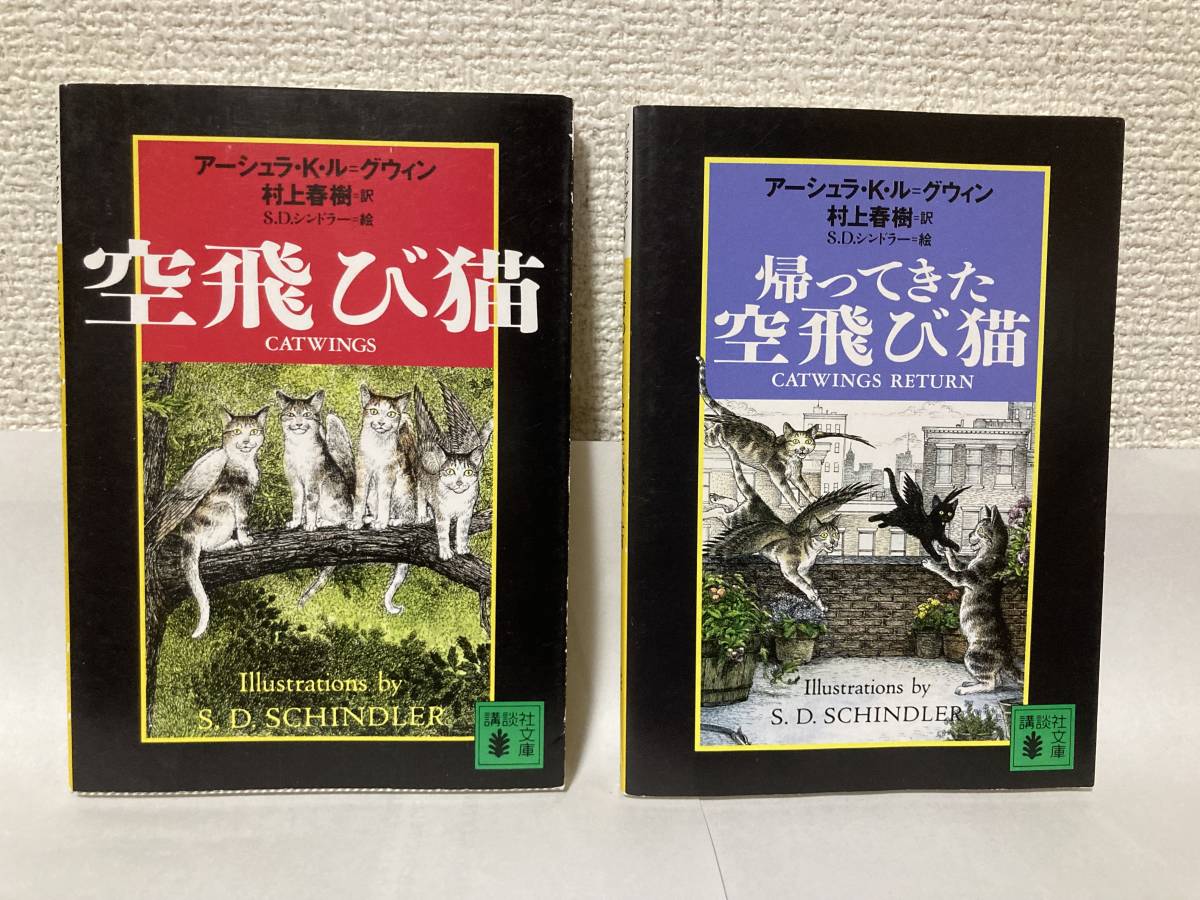 アーシュラ・K・ル=グウィン
村上春樹=訳
S.D.シンドラー=絵
空飛び猫
CATWINGS
Illustrations by
S. D. SCHINDLER
講談社
文庫
アーシュラ・K・ル=グウィン
村上春樹=訳
S.D.シンドラー=絵
帰ってきた
空飛び猫
CATWINGS RETURN
Illustrations by
S. D. SCHINDLER
講談社
文庫